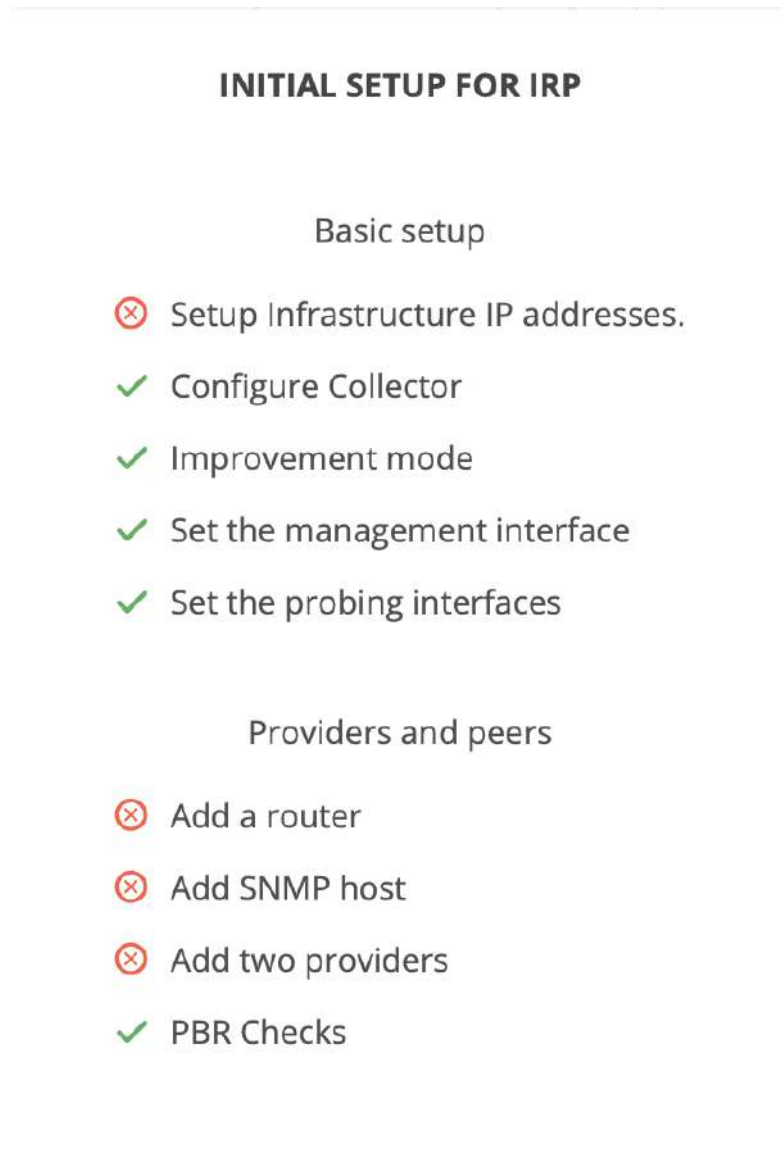 INITIAL SETUP FOR IRP
Basic setup
Setup Infrastructure IP addresses.
Configure Collector
Improvement mode
Set the management interface
Set the probing interfaces
Providers and peers
Add a router
Add SNMP host
Add two providers
PBR Checks